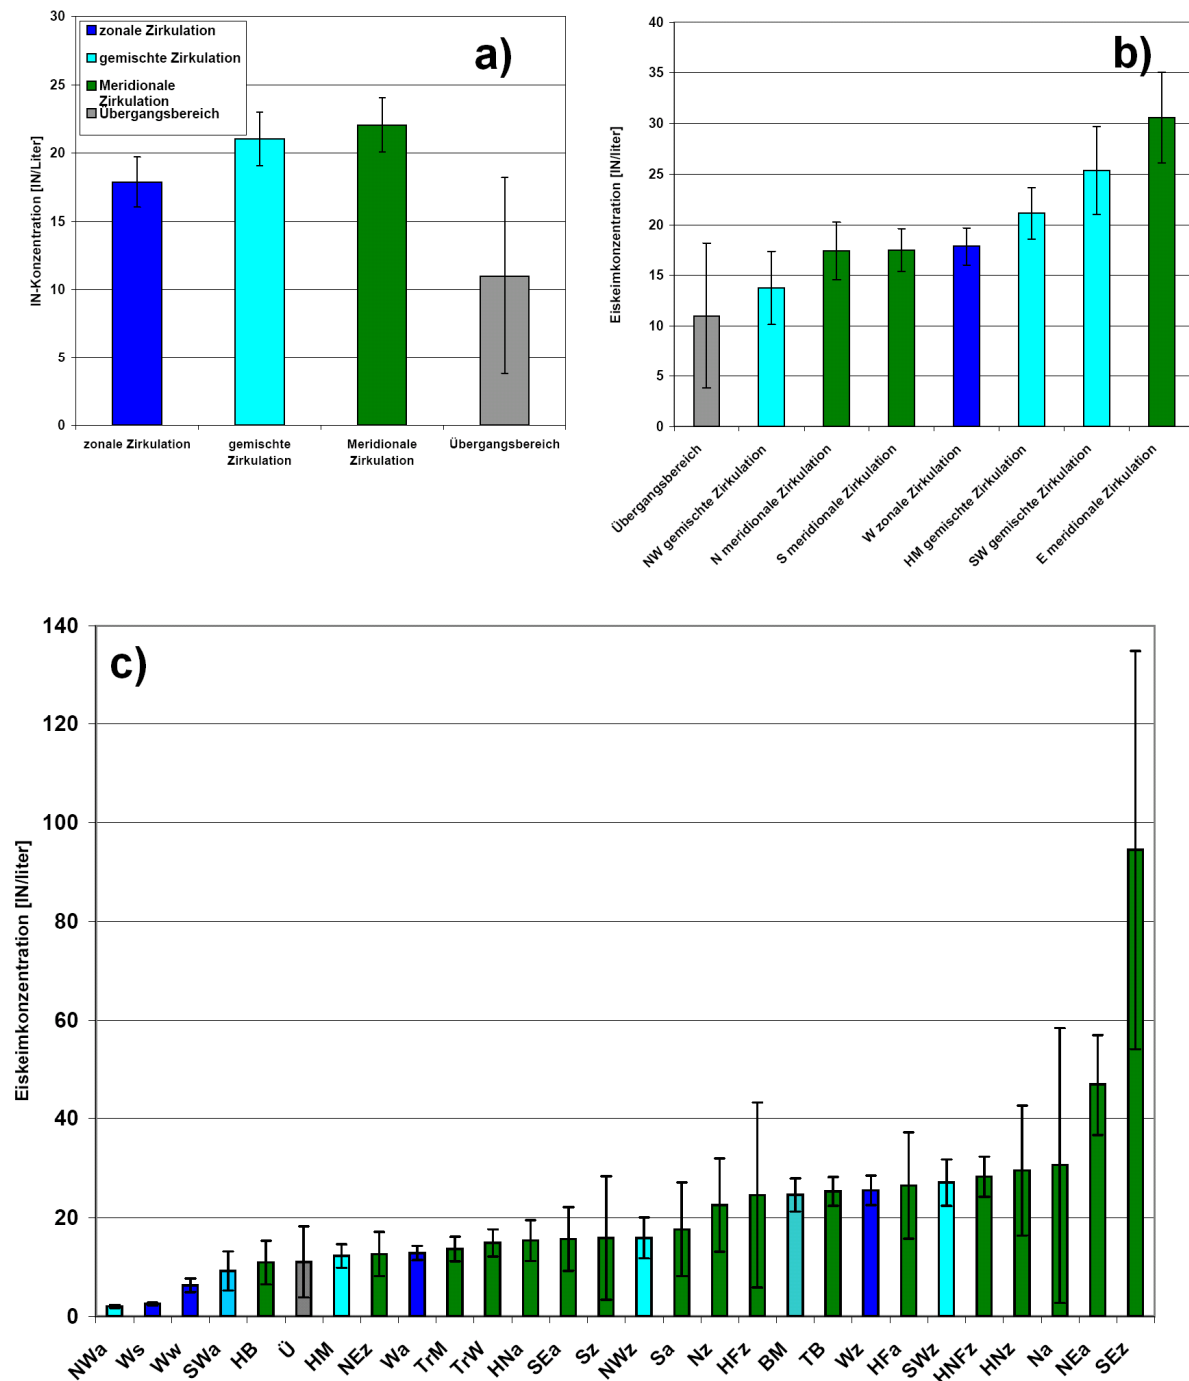 30
25
20
15
10
5
0
IN-Konzentration [IN/Liter]
zonale Zirkulation
gemischte Zirkulation
Meridionale
Zirkulation
Übergangsbereich
a)
zonale Zirkulation
gemischte
Zirkulation
Meridionale
Zirkulation
Übergangsbereich
40
35
30
25
20
15
10
5
0
Eiskeimkonzentration [IN/liter]
b)
Übergangsbereich
NW gemischte Zirkulation
N meridionale Zirkulation
S meridionale Zirkulation
W zonale Zirkulation
HM gemischte Zirkulation
SW gemischte Zirkulation
E meridionale Zirkulation
140
120
100
80
60
40
20
0
Eiskeimkonzentration [IN/liter]
c)
NWa
Ws
Ww
SWa
HB
Ü
HM
NEz
Wa
TrM
TrW
HNa
SEa
Sz
NWz
Sa
Nz
HFz
BM
TB
Wz
HFa
SWz
HNFz
HNz
Na
NEa
SEz